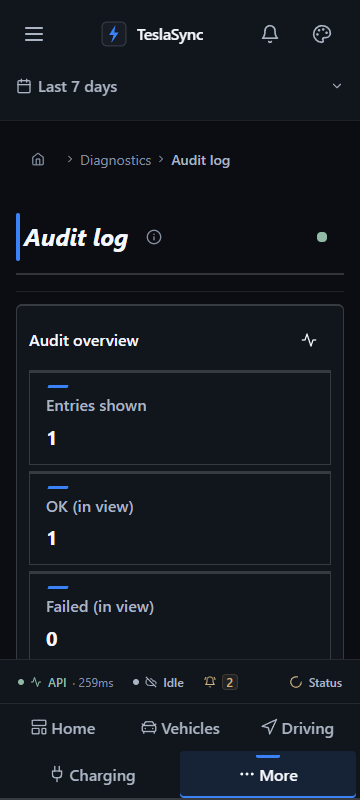 TeslaSync
Last 7 days
Diagnostics Audit log
Audit log
Audit overview
Entries shown
1
OK (in view)
1
Failed (in view)
0
API · 259ms Idle 2 Status
Home Vehicles Driving
Charging More